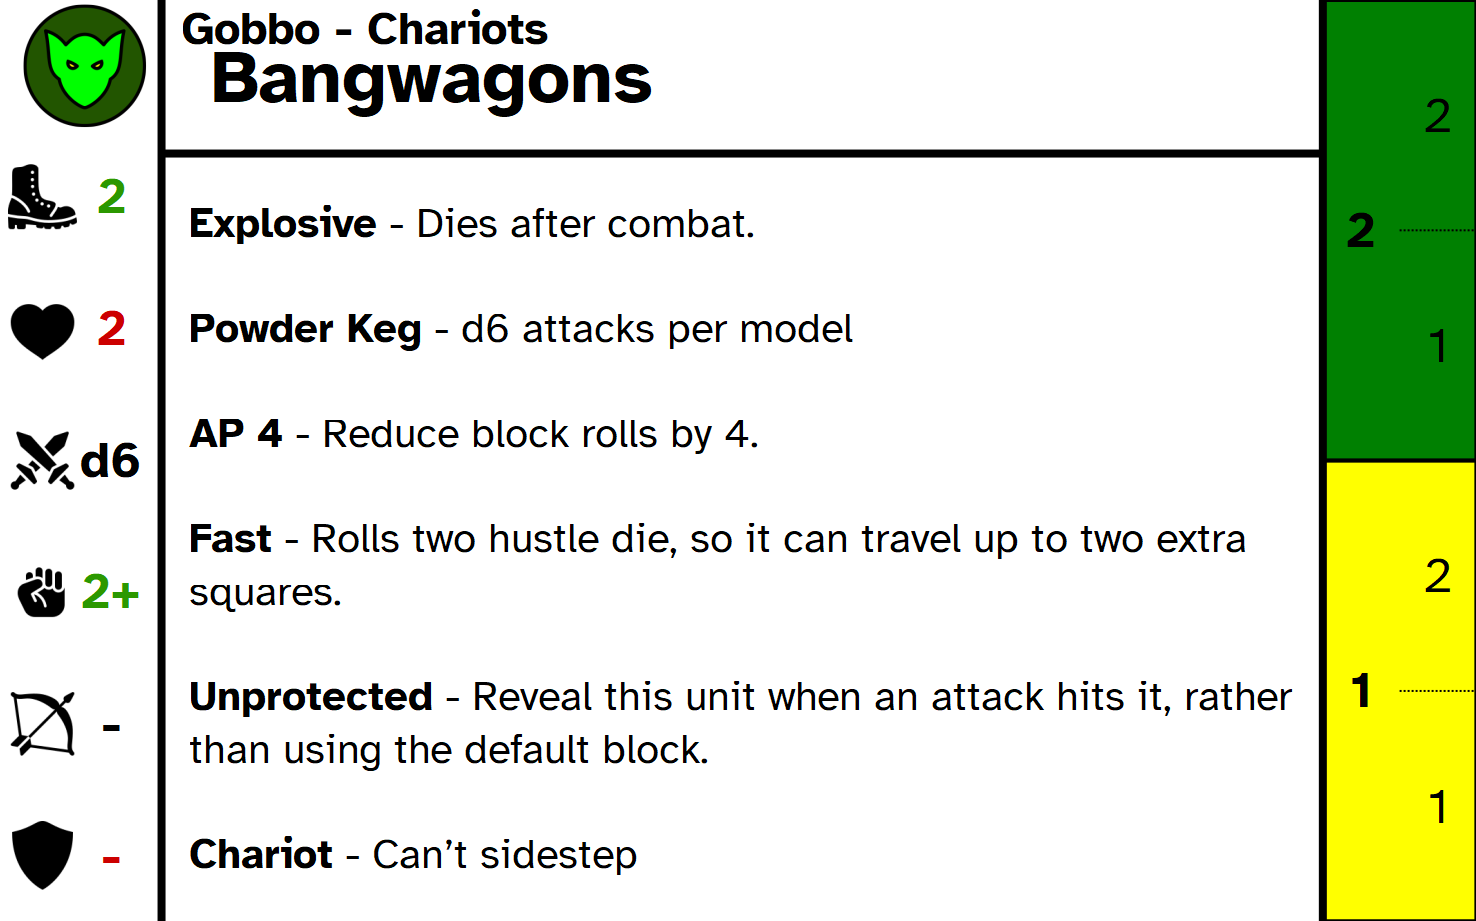 Gobbo - Chariots
Bangwagons
2
2
d6
2+
-
-
Explosive - Dies after combat.
Powder Keg - d6 attacks per model
AP 4 - Reduce block rolls by 4.
Fast - Rolls two hustle die, so it can travel up to two extra
squares.
Unprotected - Reveal this unit when an attack hits it, rather
than using the default block.
Chariot - Can’t sidestep
2
2
1
2
1
1